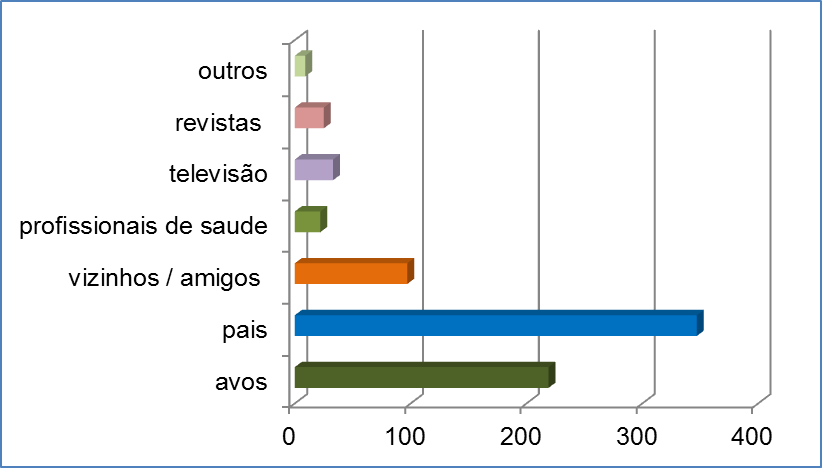 outros
revistas
televisão
profissionais de saude
vizinhos / amigos
pais
avos
0 100 200 300 400